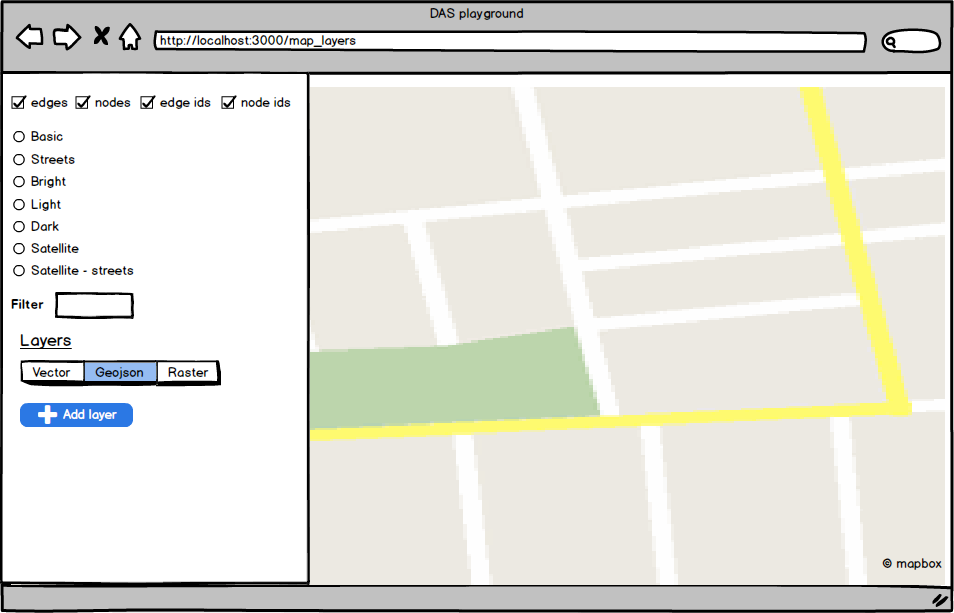 DAS playground
http://localhost:3000/map_layers
edges nodes edge ids node ids
Basic
Streets
Bright
Light
Dark
Satellite
Satellite - streets
Filter
Layers
Vector Geojson Raster
Add layer
© mapbox